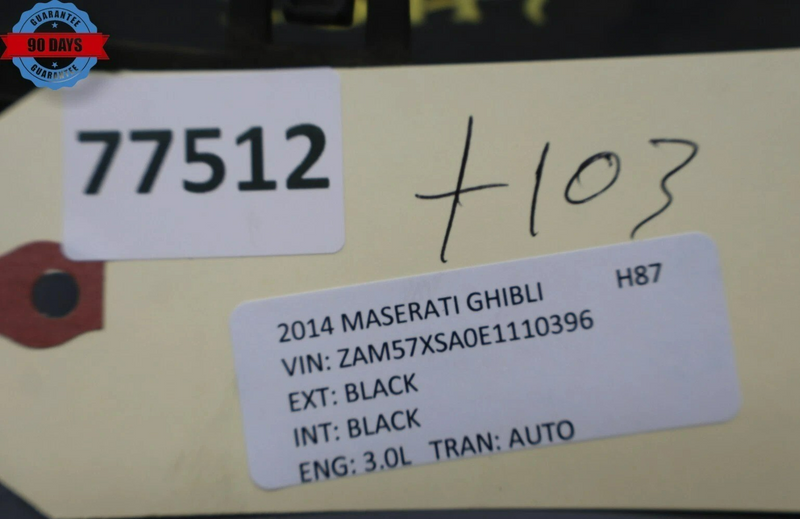 GUARANTEE
90 DAYS
GUARANTEE
77512
+103
H87
2014 MASERATI GHIBLI
VIN: ZAM57XSA0E1110396
EXT: BLACK
INT: BLACK
ENG: 3.0L TRAN: AUTO